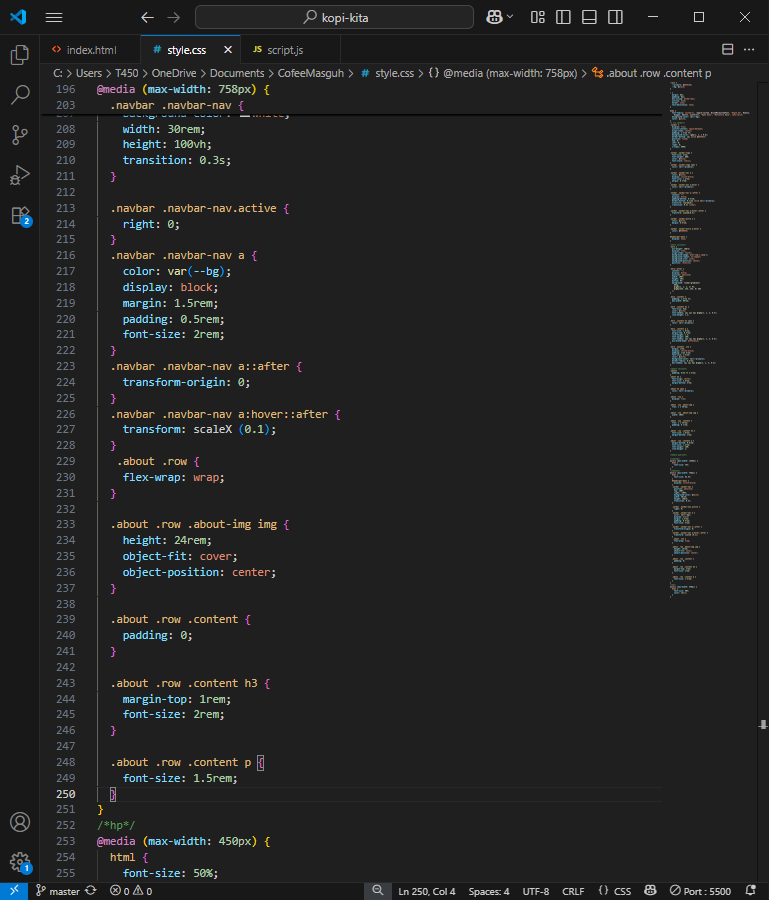 kopi-kita
index.html
# style.css
JS script.js
C: > Users > T450 > OneDrive > Documents > CofeeMasguh > # style.css > {} @media (max-width: 758px) > .about .row .content p
196 @media (max-width: 758px) {
203 .navbar .navbar-nav {
background-color: white;
208 width: 30rem;
209 height: 100vh;
210 transition: 0.3s;
211 }
212
213 .navbar .navbar-nav.active {
214 right: 0;
215 }
216 .navbar .navbar-nav a {
217 color: var(--bg);
218 display: block;
219 margin: 1.5rem;
220 padding: 0.5rem;
221 font-size: 2rem;
222 }
223 .navbar .navbar-nav a::after {
224 transform-origin: 0;
225 }
226 .navbar .navbar-nav a:hover::after {
227 transform: scaleX (0.1);
228 }
229 .about .row {
230 flex-wrap: wrap;
231 }
232
233 .about .row .about-img img {
234 height: 24rem;
235 object-fit: cover;
236 object-position: center;
237 }
238
239 .about .row .content {
240 padding: 0;
241 }
242
243 .about .row .content h3 {
244 margin-top: 1rem;
245 font-size: 2rem;
246 }
247
248 .about .row .content p {
249 font-size: 1.5rem;
250 }
251 }
252 /*hp*/
253 @media (max-width: 450px) {
254 html {
255 font-size: 50%;
2
1
master
0 0
Ln 250, Col 4
Spaces: 4
UTF-8
CRLF
{} CSS
Port : 5500